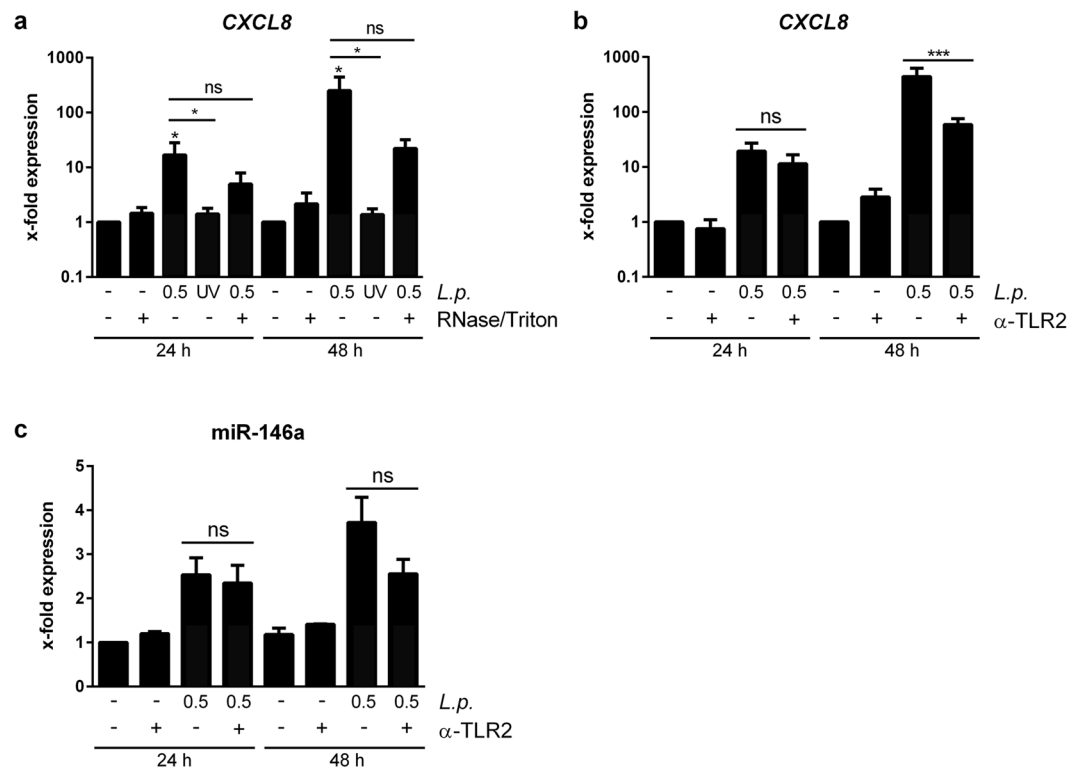 a
CXCL8
ns
*
ns
*
*
*
1000
100
10
1
0.1
x-fold expression
- - 0.5 UV 0.5 - - 0.5 UV 0.5 L.p.
- + - - + - + - - + RNase/Triton
24 h 48 h
b
CXCL8
***
ns
1000
100
10
1
0.1
x-fold expression
- - 0.5 0.5 - - 0.5 0.5 L.p.
- + - + - + - + α-TLR2
24 h 48 h
c
miR-146a
ns
ns
5
4
3
2
1
0
x-fold expression
- - 0.5 0.5 - - 0.5 0.5 L.p.
- + - + - + - + α-TLR2
24 h 48 h